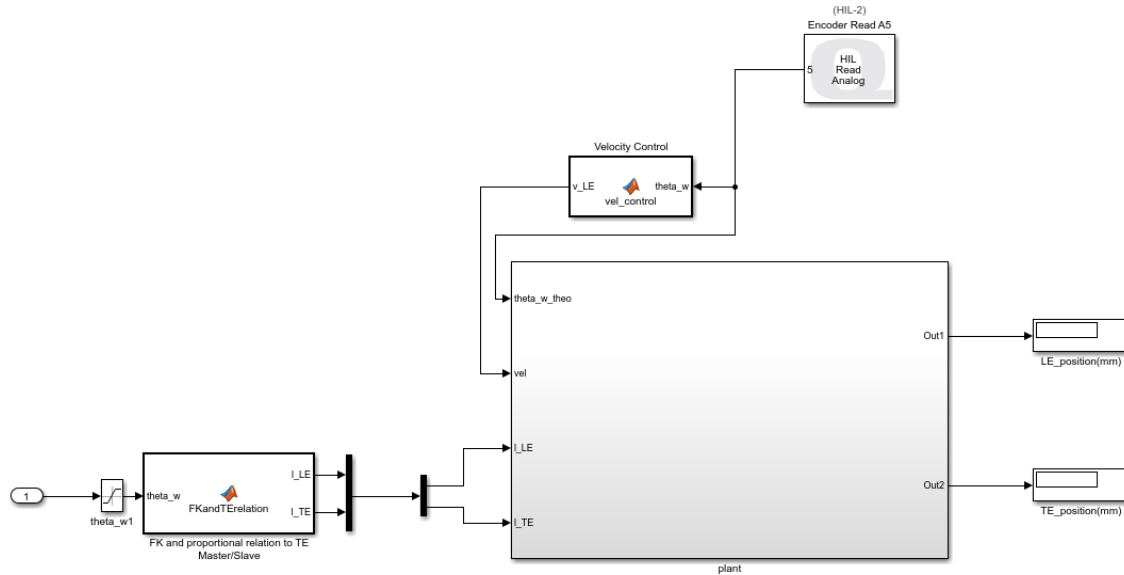 (HIL-2)
Encoder Read A5
5
HIL
Read
Analog
Velocity Control
v_LE
theta_w
vel_control
theta_w_theo
vel
l_LE
l_TE
Out1
Out2
plant
LE_position(mm)
TE_position(mm)
1
theta_w1
theta_w
l_LE
FKandTErelation
l_TE
FK and proportional relation to TE
Master/Slave